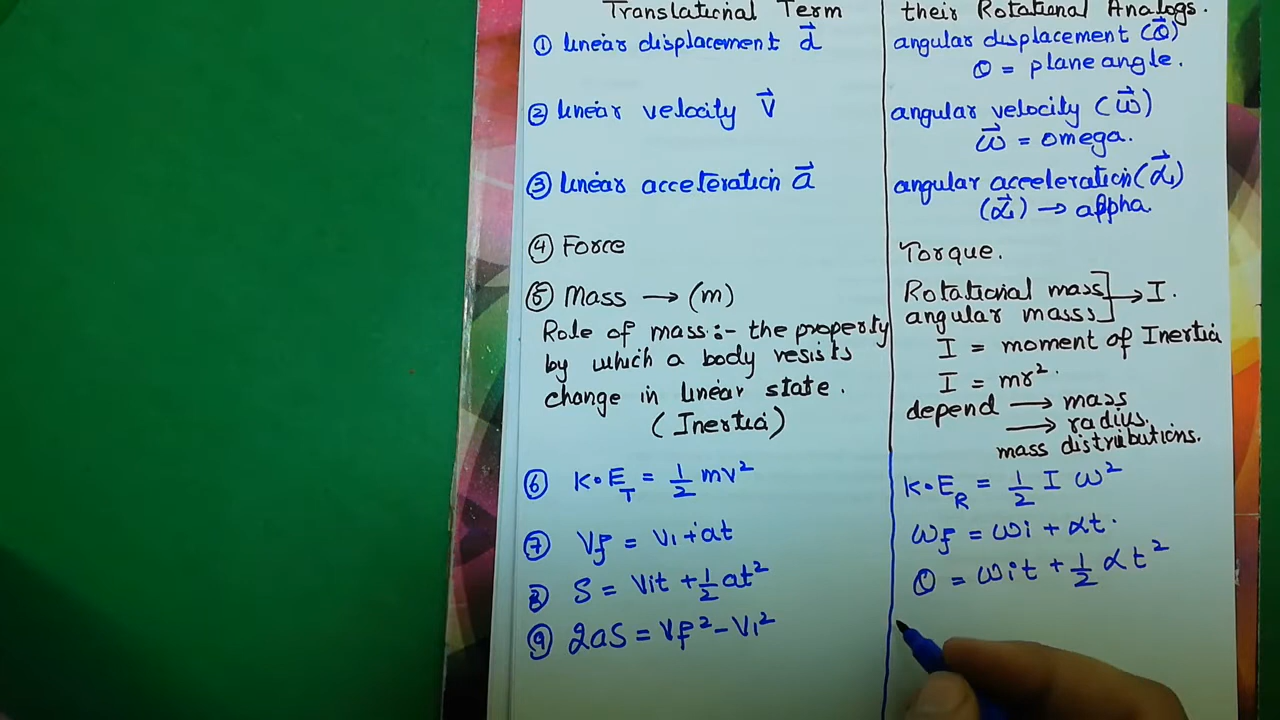 Translational Term
their Rotational Analogs.
① linear displacement d⃗
angular displacement (θ⃗)
θ = plane angle.
② linear velocity v⃗
angular velocity (ω⃗)
ω⃗ = omega.
③ linear acceleration a⃗
angular acceleration (α⃗)
(α⃗) → alpha.
④ Force
Torque.
⑤ Mass → (m)
Role of mass:- the property
by which a body resists
change in linear state.
(Inertia)
Rotational mass] → I.
angular masss]
I = moment of Inertia
I = mr².
depend → mass
→ radius.
mass distributions.
⑥ K.E_T = 1/2 mv²
K.E_R = 1/2 I ω²
⑦ Vf = Vi + at
ωf = ωi + αt.
⑧ S = Vit + 1/2 at²
θ = ωit + 1/2 αt²
⑨ 2aS = Vf² - Vi²